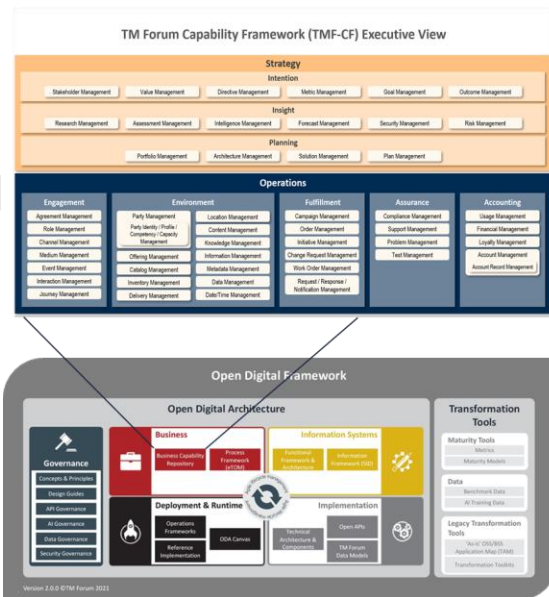 TM Forum Capability Framework (TMF-CF) Executive View
Strategy
Intention
Stakeholder Management
Value Management
Directive Management
Metric Management
Goal Management
Outcome Management
Insight
Research Management
Assessment Management
Intelligence Management
Forecast Management
Security Management
Risk Management
Planning
Portfolio Management
Architecture Management
Solution Management
Plan Management
Operations
Engagement
Agreement Management
Role Management
Channel Management
Medium Management
Event Management
Interaction Management
Journey Management
Environment
Party Management
Party Identity / Profile /
Competency / Capacity
Management
Offering Management
Catalog Management
Inventory Management
Delivery Management
Location Management
Content Management
Knowledge Management
Information Management
Metadata Management
Data Management
Date/Time Management
Fulfillment
Campaign Management
Order Management
Initiative Management
Change Request Management
Work Order Management
Request / Response /
Notification Management
Assurance
Compliance Management
Support Management
Problem Management
Test Management
Accounting
Usage Management
Financial Management
Loyalty Management
Account Management
Account Record Management
Open Digital Framework
Open Digital Architecture
Governance
Concepts & Principles
Design Guides
API Governance
AI Governance
Data Governance
Security Governance
Business
Business Capability
Repository
Process
Framework
(eTOM)
Information Systems
Functional
Framework &
Architecture
Information
Framework (SID)
Deployment & Runtime
Operations
Frameworks
Reference
Implementation
ODA Canvas
Implementation
Technical
Architecture &
Components
Open APIs
TM Forum
Data Models
Transformation
Tools
Maturity Tools
Metrics
Maturity Models
Data
Benchmark Data
AI Training Data
Legacy Transformation
Tools
'As-is' OSS/BSS
Application Map (TAM)
Transformation Toolkits
Version 2.0.0 ©TM Forum 2021